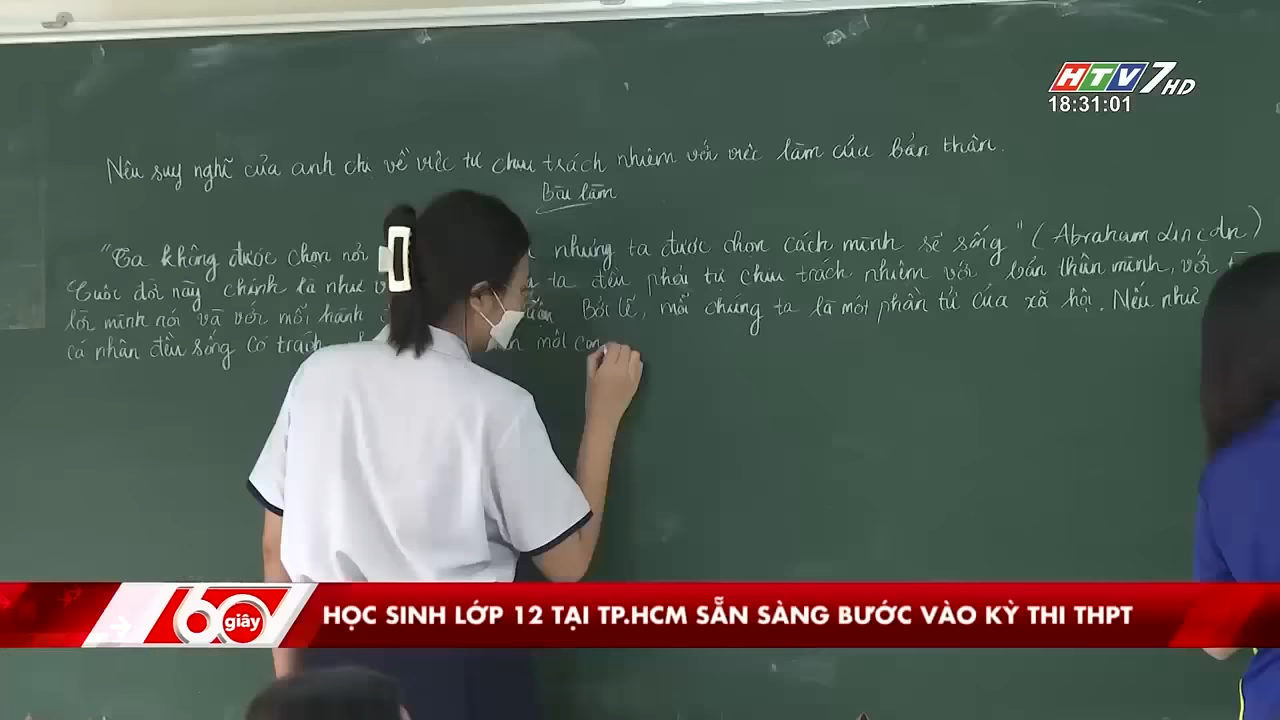 HTV7 HD
18:31:01
Nêu suy nghĩ của anh chị về việc tự chịu trách nhiệm với việc làm của bản thân.
Bài làm
"Ta không được chọn nơi nhưng ta được chọn cách mình sẽ sống" (Abraham Lincoln)
Cuộc đời này chính là như ta đều phải tự chịu trách nhiệm với bản thân mình, với
lời mình nói và với mỗi hành Bởi lẽ, mỗi chúng ta là một phần tử của xã hội. Nếu như
cá nhân đều sống có trách một con
60 giây
HỌC SINH LỚP 12 TẠI TP.HCM SẴN SÀNG BƯỚC VÀO KỲ THI THPT